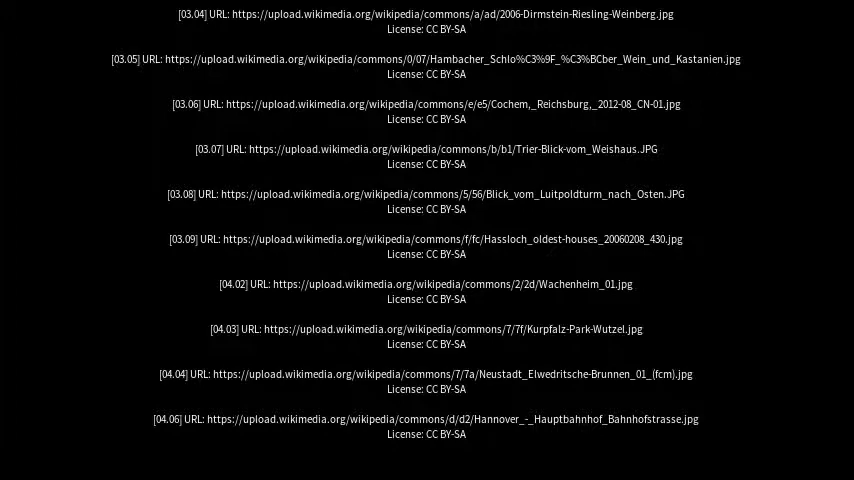 [03.04] URL: https://upload.wikimedia.org/wikipedia/commons/a/ad/2006-Dirmstein-Riesling-Weinberg.jpg
License: CC BY-SA
[03.05] URL: https://upload.wikimedia.org/wikipedia/commons/0/07/Hambacher_Schlo%C3%9F_%C3%BCber_Wein_und_Kastanien.jpg
License: CC BY-SA
[03.06] URL: https://upload.wikimedia.org/wikipedia/commons/e/e5/Cochem,_Reichsburg,_2012-08_CN-01.jpg
License: CC BY-SA
[03.07] URL: https://upload.wikimedia.org/wikipedia/commons/b/b1/Trier-Blick-vom_Weishaus.JPG
License: CC BY-SA
[03.08] URL: https://upload.wikimedia.org/wikipedia/commons/5/56/Blick_vom_Luitpoldturm_nach_Osten.JPG
License: CC BY-SA
[03.09] URL: https://upload.wikimedia.org/wikipedia/commons/f/fc/Hassloch_oldest-houses_20060208_430.jpg
License: CC BY-SA
[04.02] URL: https://upload.wikimedia.org/wikipedia/commons/2/2d/Wachenheim_01.jpg
License: CC BY-SA
[04.03] URL: https://upload.wikimedia.org/wikipedia/commons/7/7f/Kurpfalz-Park-Wutzel.jpg
License: CC BY-SA
[04.04] URL: https://upload.wikimedia.org/wikipedia/commons/7/7a/Neustadt_Elwedritsche-Brunnen_01_(fcm).jpg
License: CC BY-SA
[04.06] URL: https://upload.wikimedia.org/wikipedia/commons/d/d2/Hannover_-_Hauptbahnhof_Bahnhofstrasse.jpg
License: CC BY-SA